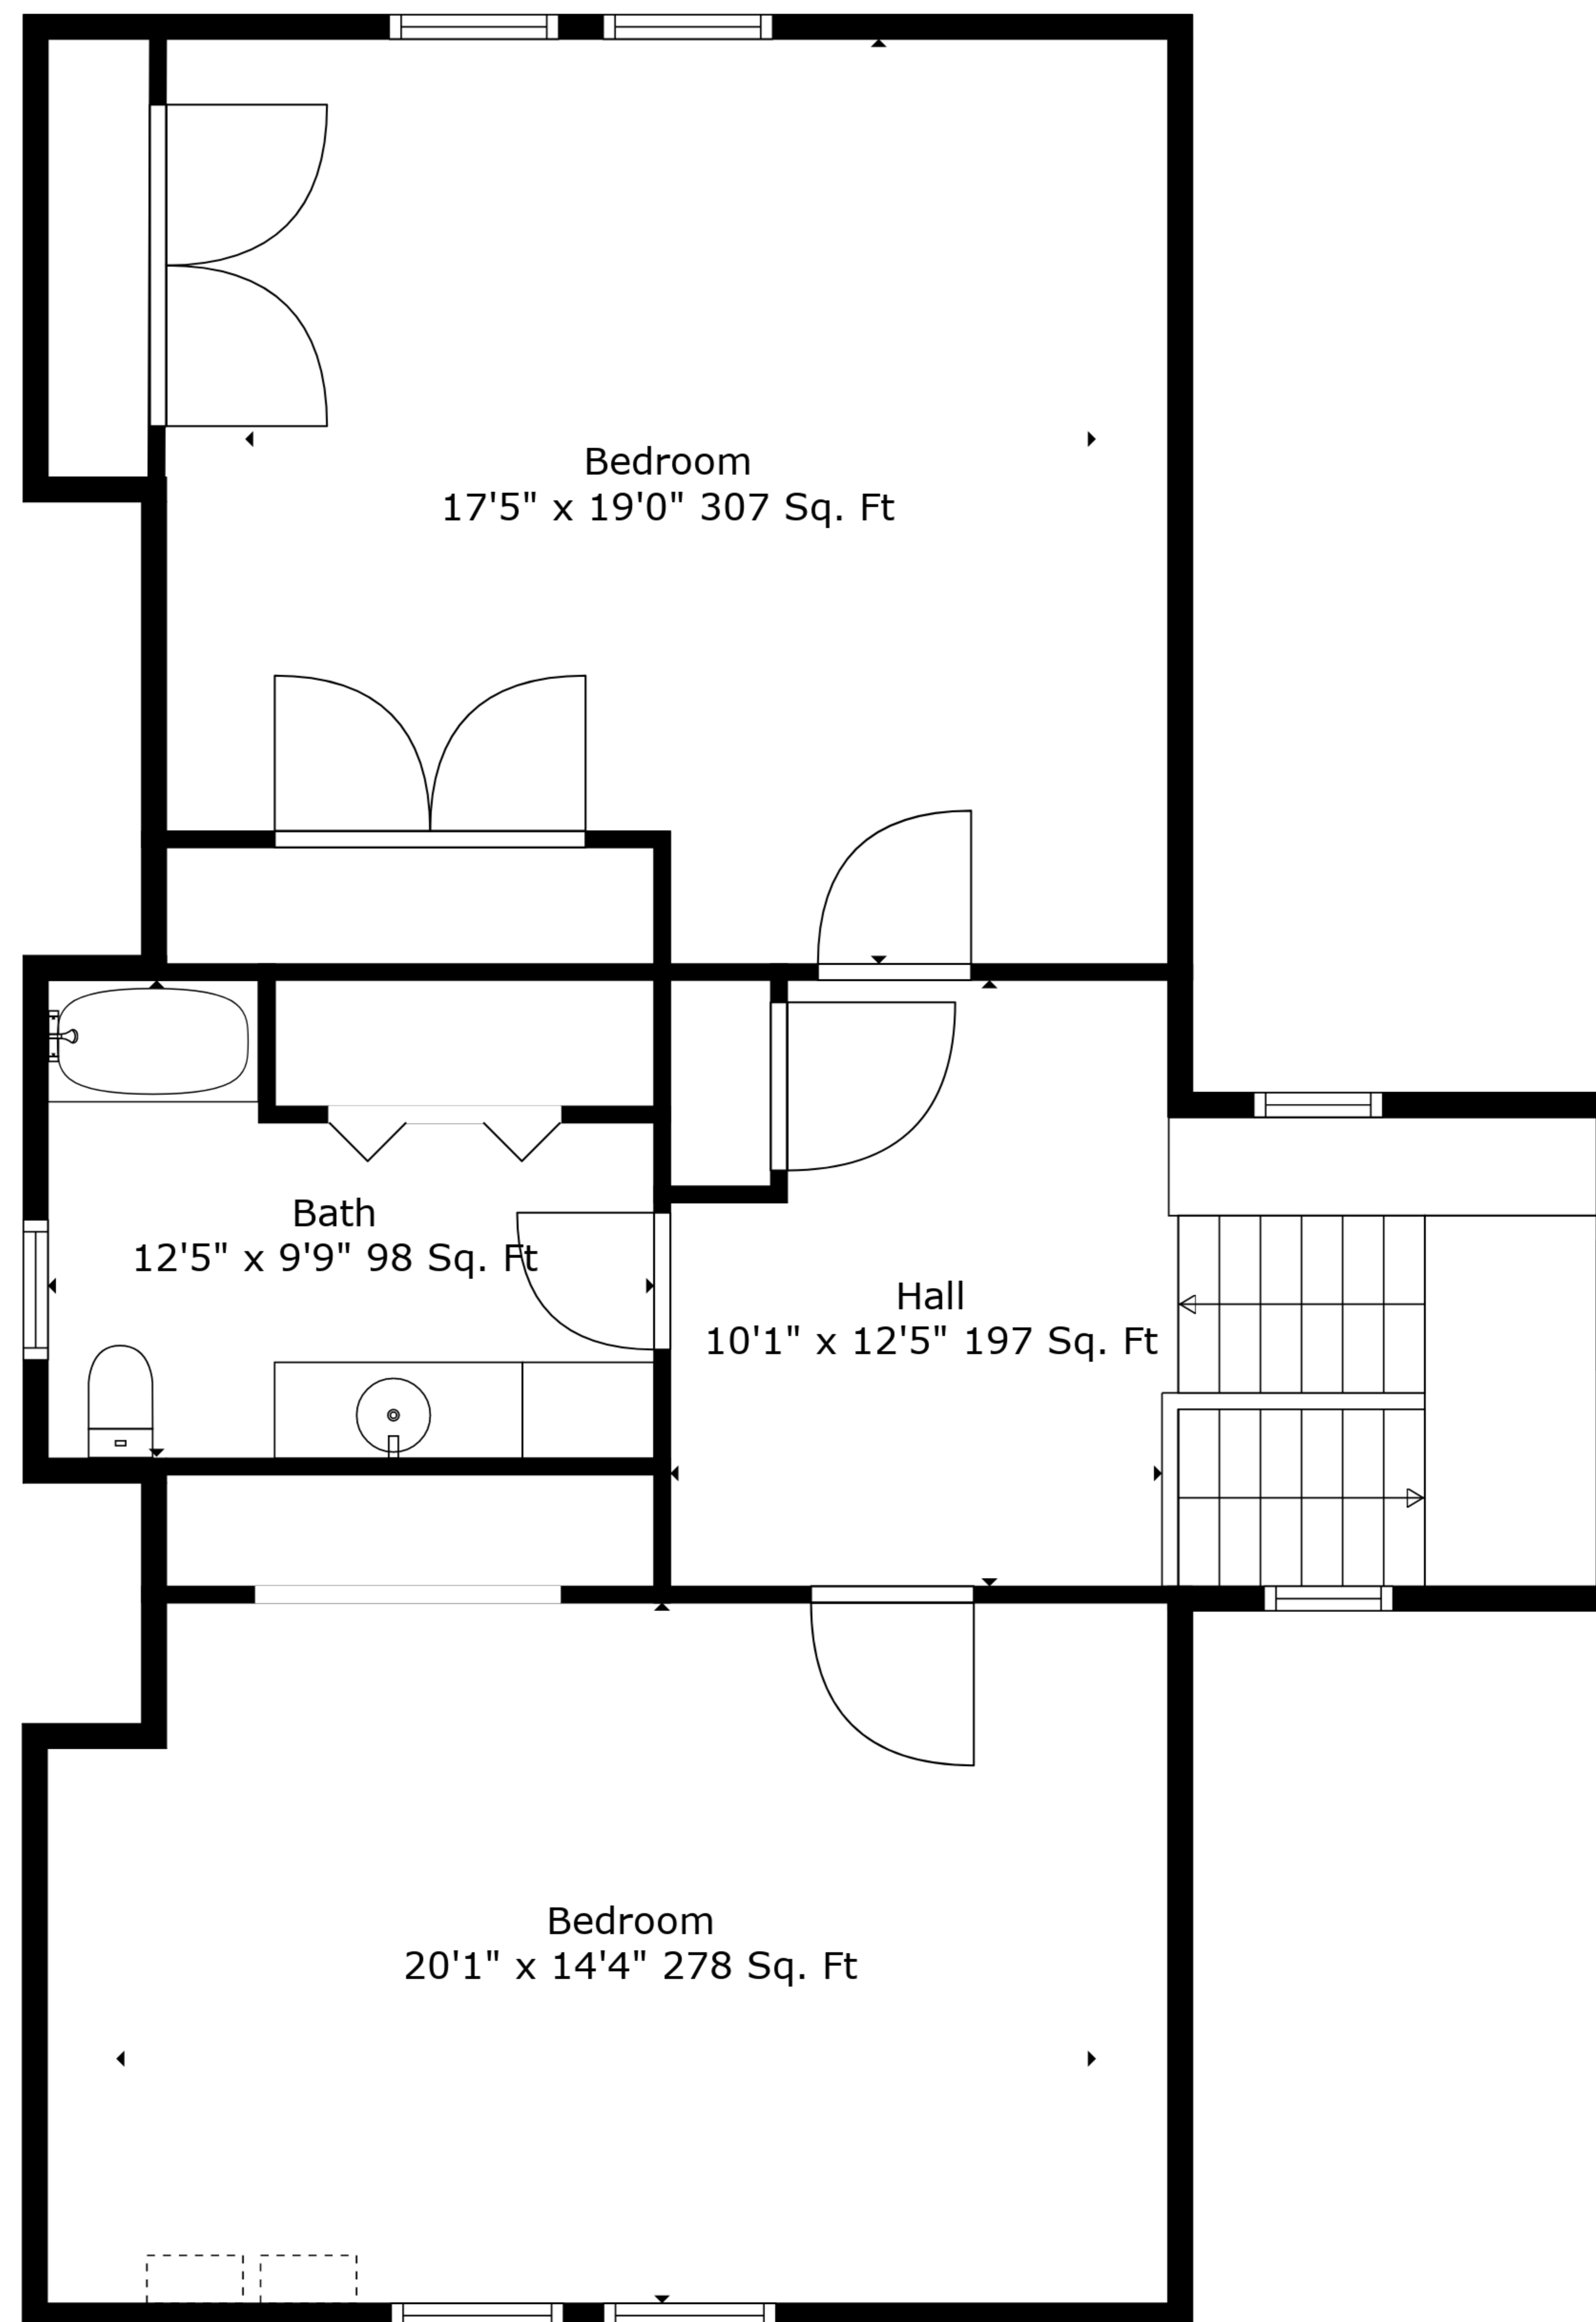 Bedroom
17'5" x 19'0" 307 Sq. Ft
Bath
12'5" x 9'9" 98 Sq. Ft
Hall
10'1" x 12'5" 197 Sq. Ft
Bedroom
20'1" x 14'4" 278 Sq. Ft